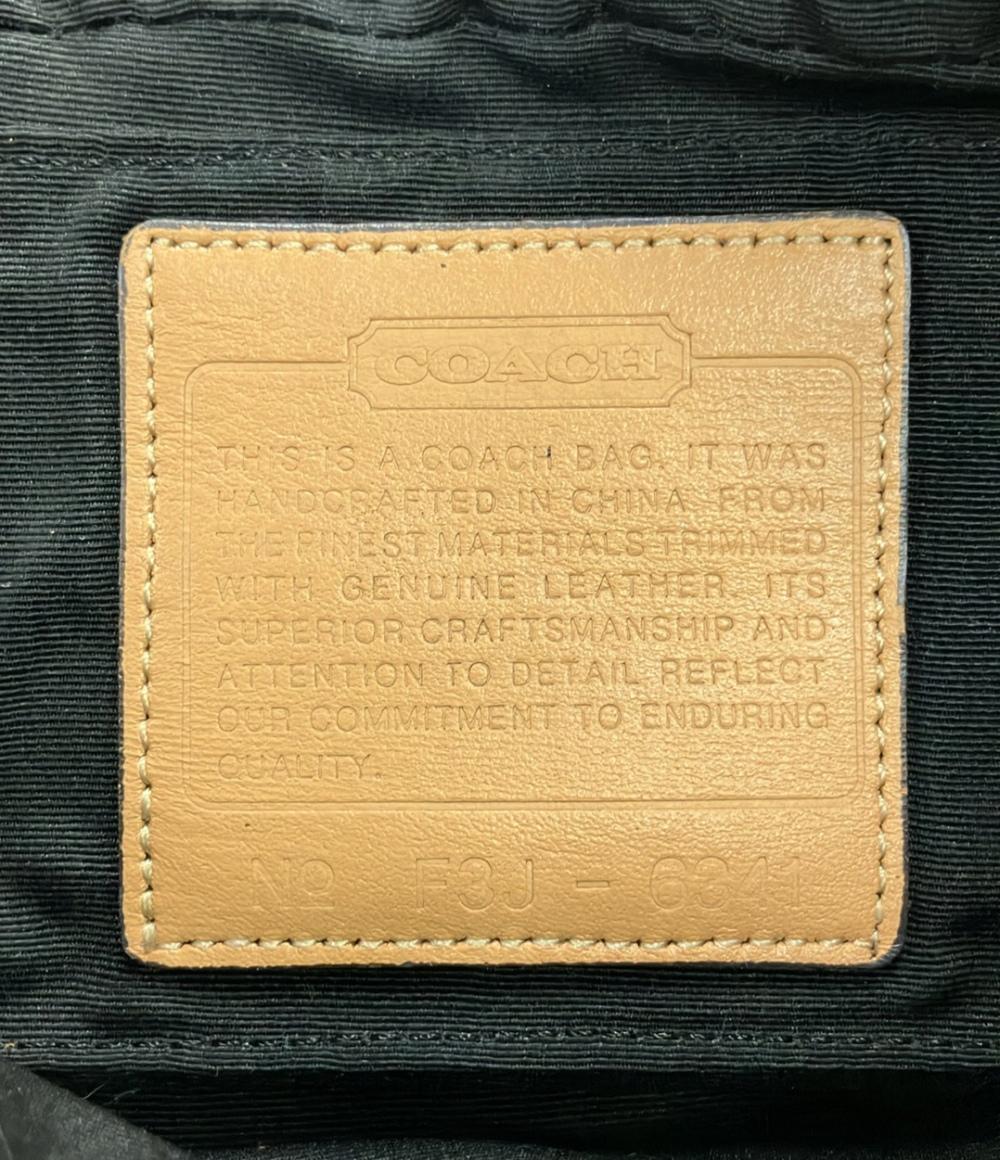 COACH
THIS IS A COACH BAG. IT WAS
HANDCRAFTED IN CHINA FROM
THE FINEST MATERIALS TRIMMED
WITH GENUINE LEATHER. ITS
SUPERIOR CRAFTSMANSHIP AND
ATTENTION TO DETAIL REFLECT
OUR COMMITMENT TO ENDURING
QUALITY.
No F3J - 6341